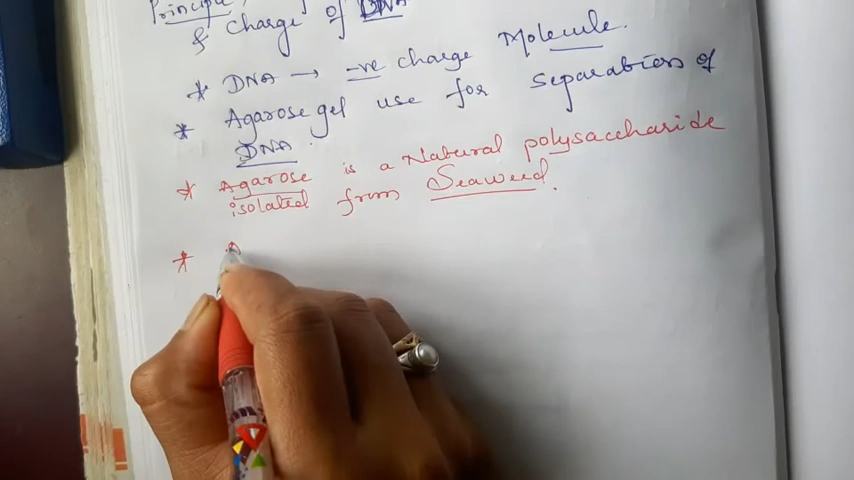 Principle,
& Charge of DNA
* DNA → -ve charge Molecule.
* Agarose gel use for separation of
DNA.
* Agarose is a Natural polysaccharide
isolated from Seaweed.
*